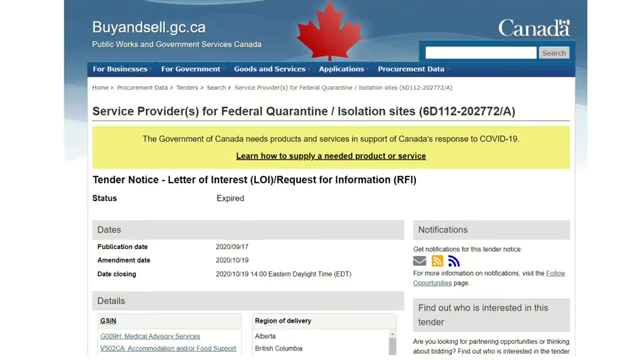 Buyandsell.gc.ca
Public Works and Government Services Canada
Canada
Search
For Businesses
For Government
Goods and Services
Applications
Procurement Data
Home > Procurement Data > Tenders > Search > Service Provider(s) for Federal Quarantine / Isolation sites (6D112-202772/A)
Service Provider(s) for Federal Quarantine / Isolation sites (6D112-202772/A)
The Government of Canada needs products and services in support of Canada's response to COVID-19.
Learn how to supply a needed product or service
Tender Notice - Letter of Interest (LOI)/Request for Information (RFI)
Status Expired
Dates
Publication date 2020/09/17
Amendment date 2020/10/19
Date closing 2020/10/19 14:00 Eastern Daylight Time (EDT)
Details
GSIN
G009H: Medical Advisory Services
V502CA: Accommodation and/or Food Support
Region of delivery
Alberta
British Columbia
Notifications
Get notifications for this tender notice:
For more information on notifications, visit the Follow
Opportunities page.
Find out who is interested in this
tender
Are you looking for partnering opportunities or thinking
about bidding? Find out who is interested in the tender